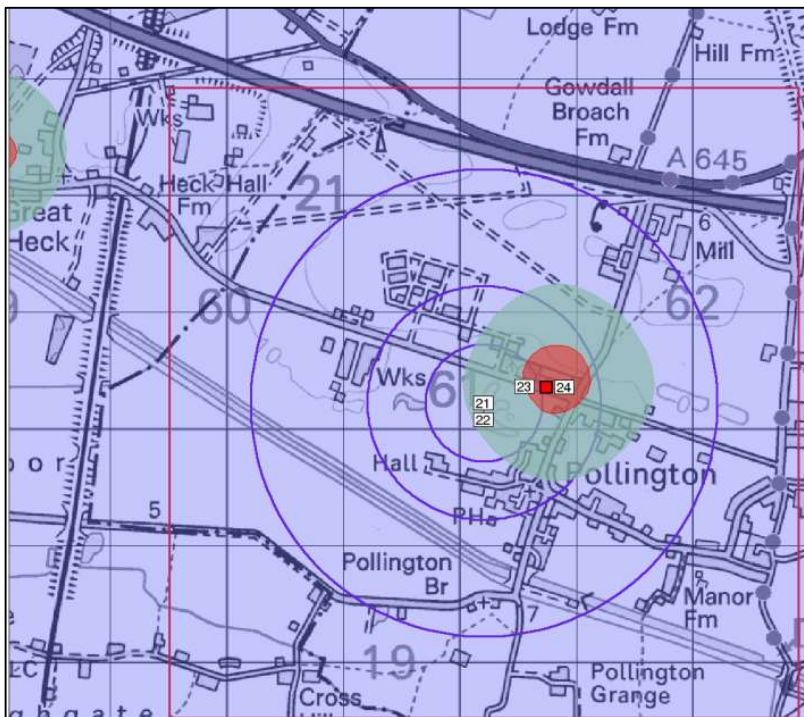 Lodge Fm
Hill Fm
Gowdall
Broach
Fm
Wks
A 645
Heck Hall
Fm
21
Great
Heck
6
Mill
60
62
Wks
61
23
24
21
22
Hall
Pollington
PH
5
Pollington
Br
7
Manor
Fm
19
Pollington
Grange
Cross